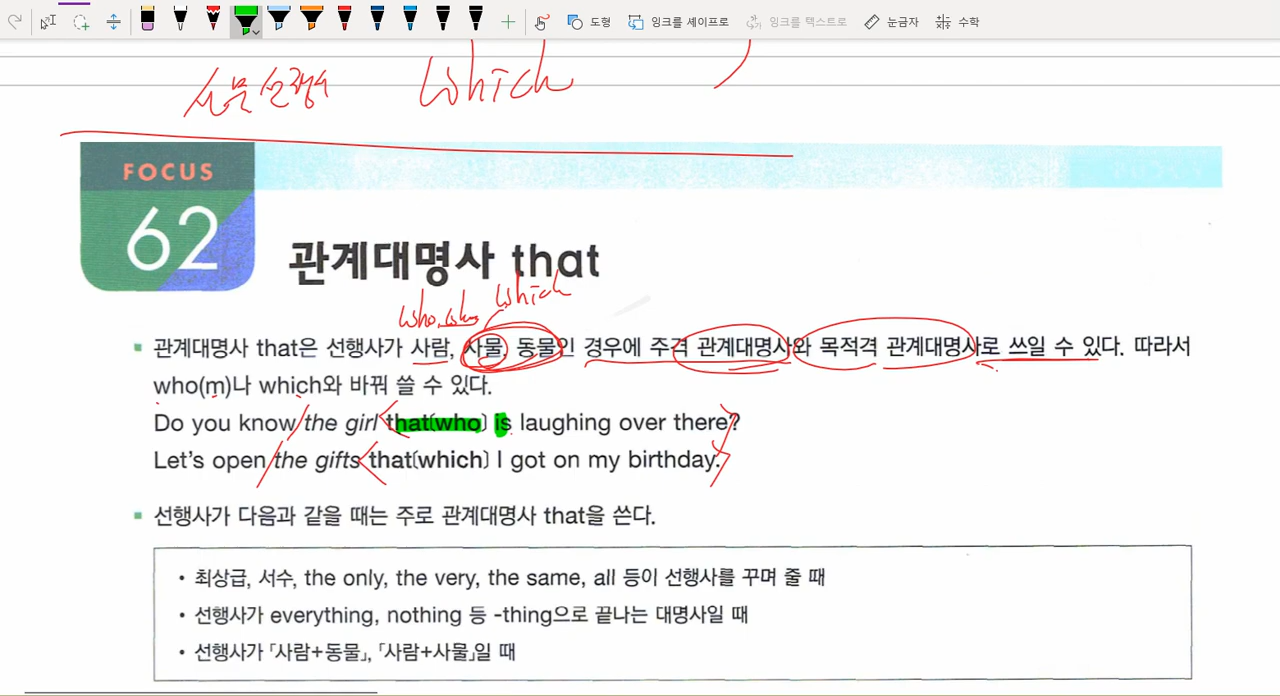 도형 잉크를 셰이프로 잉크를 텍스트로 눈금자 수학
사물 선행사 which
FOCUS
62
관계대명사 that
who, whom which
관계대명사 that은 선행사가 사람, 사물, 동물인 경우에 주격 관계대명사와 목적격 관계대명사로 쓰일 수 있다. 따라서
who(m)나 which와 바꿔 쓸 수 있다.
Do you know the girl that(who) is laughing over there?
Let's open the gifts that(which) I got on my birthday.
선행사가 다음과 같을 때는 주로 관계대명사 that을 쓴다.
• 최상급, 서수, the only, the very, the same, all 등이 선행사를 꾸며 줄 때
• 선행사가 everything, nothing 등 -thing으로 끝나는 대명사일 때
• 선행사가 「사람+동물」, 「사람+사물」일 때